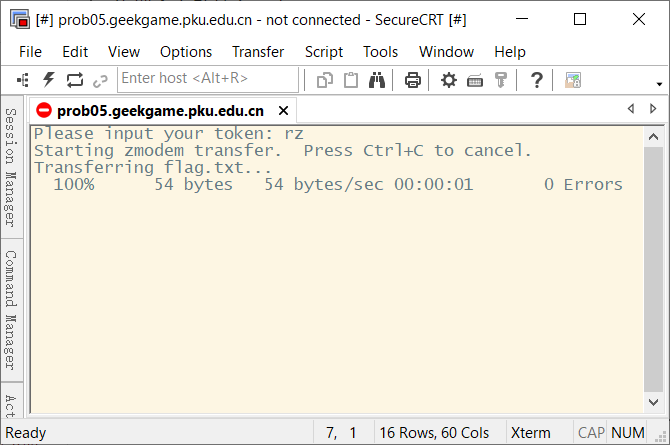 [#] prob05.geekgame.pku.edu.cn - not connected - SecureCRT [#]
File Edit View Options Transfer Script Tools Window Help
Enter host <Alt+R>
prob05.geekgame.pku.edu.cn
Session Manager
Command Manager
Act
Please input your token: rz
Starting zmodem transfer.  Press Ctrl+C to cancel.
Transferring flag.txt...
  100%      54 bytes   54 bytes/sec 00:00:01       0 Errors
Ready 7, 1 16 Rows, 60 Cols Xterm CAP NUM